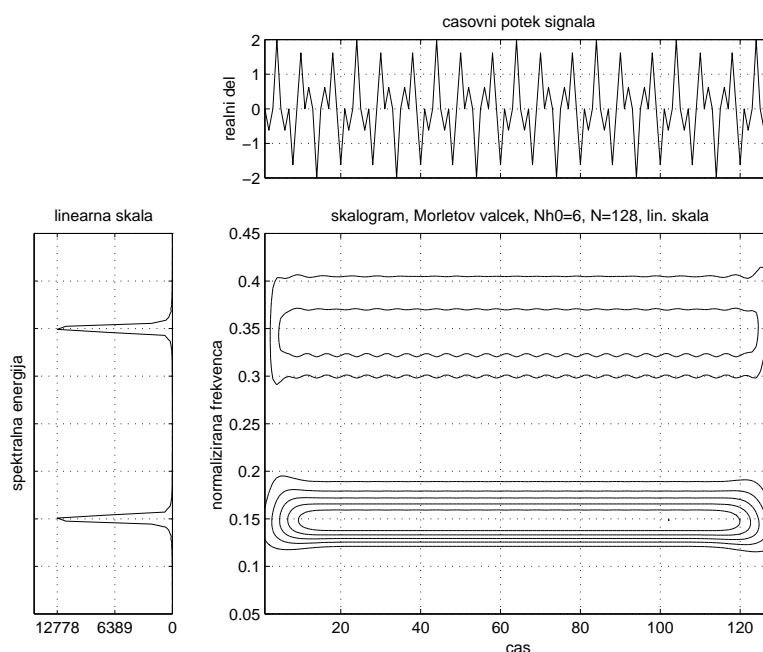 casovni potek signala
realni del
2
1
0
−1
−2
linearna skala
skalogram, Morletov valcek, Nh0=6, N=128, lin. skala
spektralna energija
12778 6389 0
normalizirana frekvenca
0.45
0.4
0.35
0.3
0.25
0.2
0.15
0.1
0.05
20 40 60 80 100 120
cas